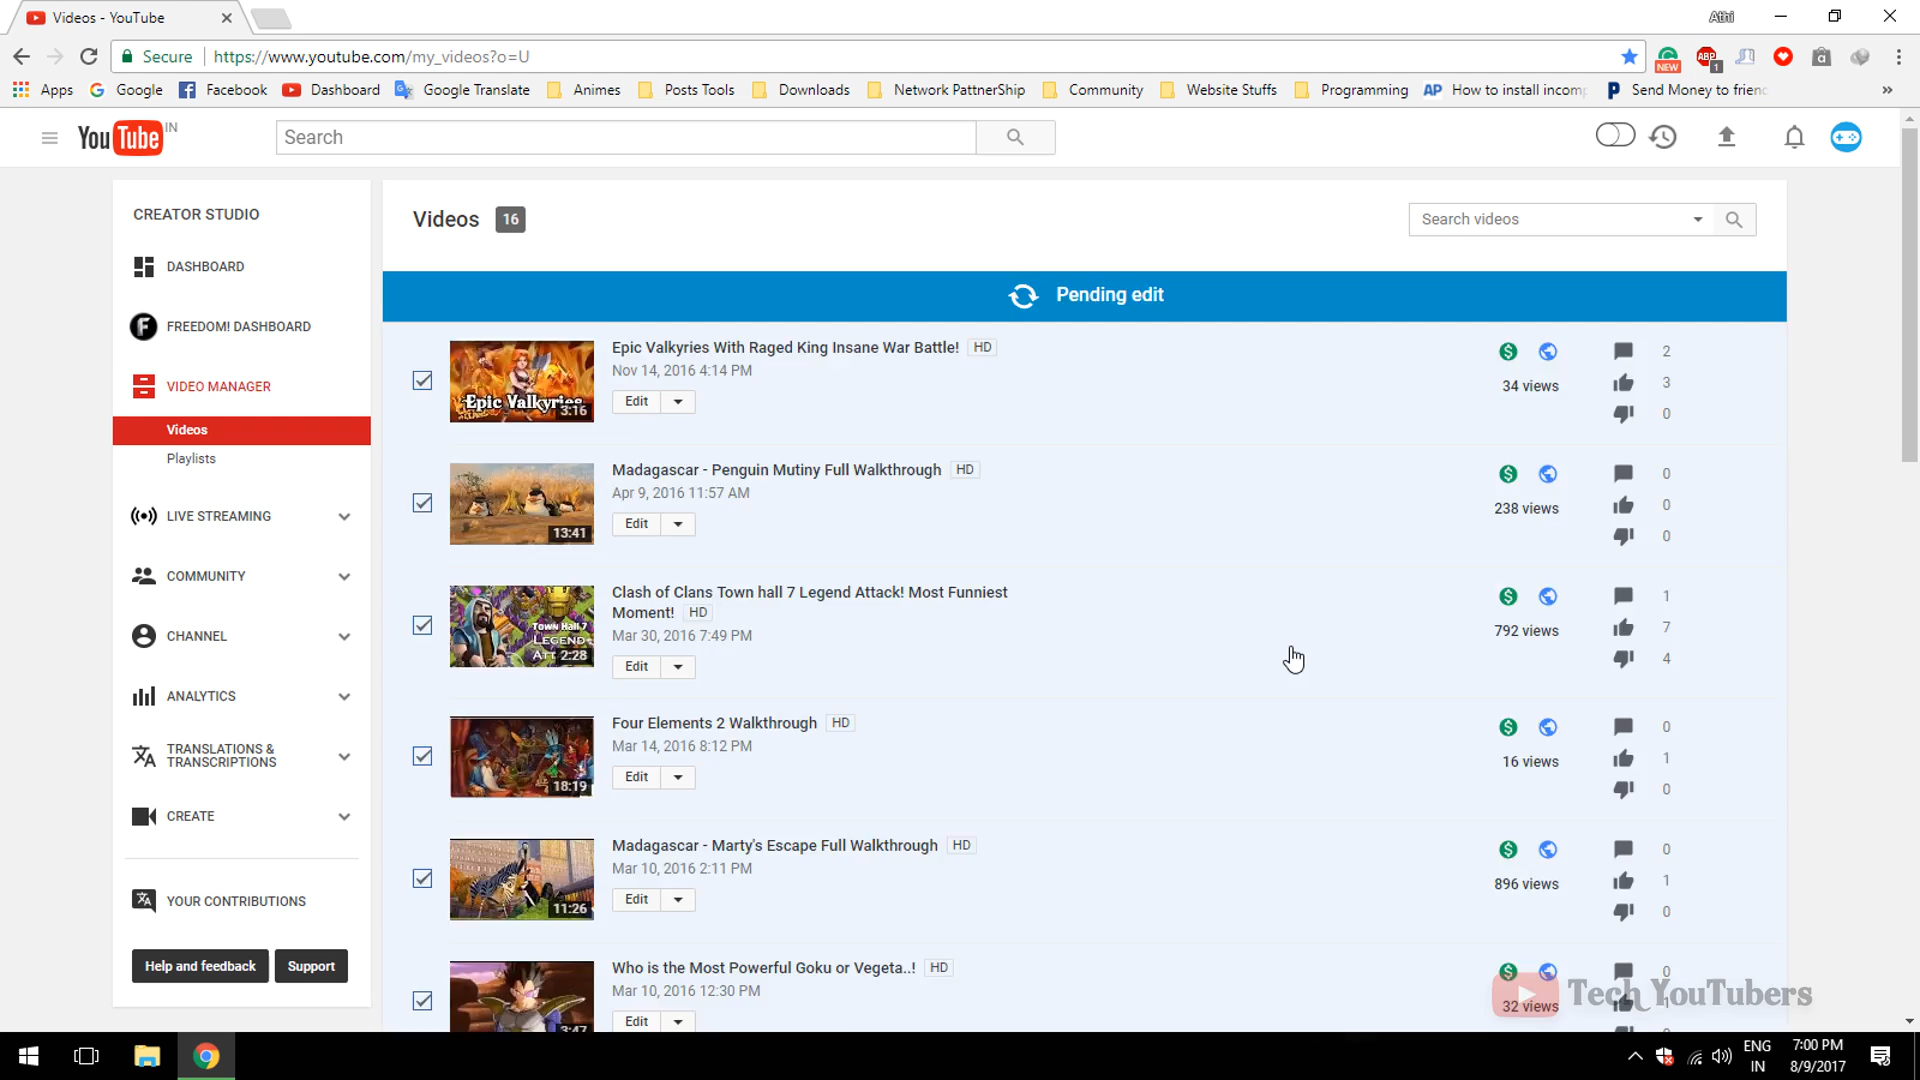 Videos - YouTube
Athi
Secure https://www.youtube.com/my_videos?o=U
NEW
ABP
1
Apps Google Facebook Dashboard Google Translate Animes Posts Tools Downloads Network PattnerShip Community Website Stuffs Programming AP How to install incomp Send Money to frien
YouTube IN
Search
CREATOR STUDIO
DASHBOARD
FREEDOM! DASHBOARD
VIDEO MANAGER
Videos
Playlists
LIVE STREAMING
COMMUNITY
CHANNEL
ANALYTICS
TRANSLATIONS &
TRANSCRIPTIONS
CREATE
YOUR CONTRIBUTIONS
Help and feedback Support
Videos 16
Search videos
Pending edit
Epic Valkyries With Raged King Insane War Battle! HD
Nov 14, 2016 4:14 PM
Edit
Epic Valkyries
3:16
34 views
2
3
0
Madagascar - Penguin Mutiny Full Walkthrough HD
Apr 9, 2016 11:57 AM
Edit
13:41
238 views
0
0
0
Clash of Clans Town hall 7 Legend Attack! Most Funniest
Moment! HD
Mar 30, 2016 7:49 PM
Edit
Town Hall 7
LEGEND
ATT
2:28
792 views
1
7
4
Four Elements 2 Walkthrough HD
Mar 14, 2016 8:12 PM
Edit
18:19
16 views
0
1
0
Madagascar - Marty's Escape Full Walkthrough HD
Mar 10, 2016 2:11 PM
Edit
11:26
896 views
0
1
0
Who is the Most Powerful Goku or Vegeta..! HD
Mar 10, 2016 12:30 PM
Edit
3:47
32 views
0
1
Tech YouTubers
ENG
IN
7:00 PM
8/9/2017